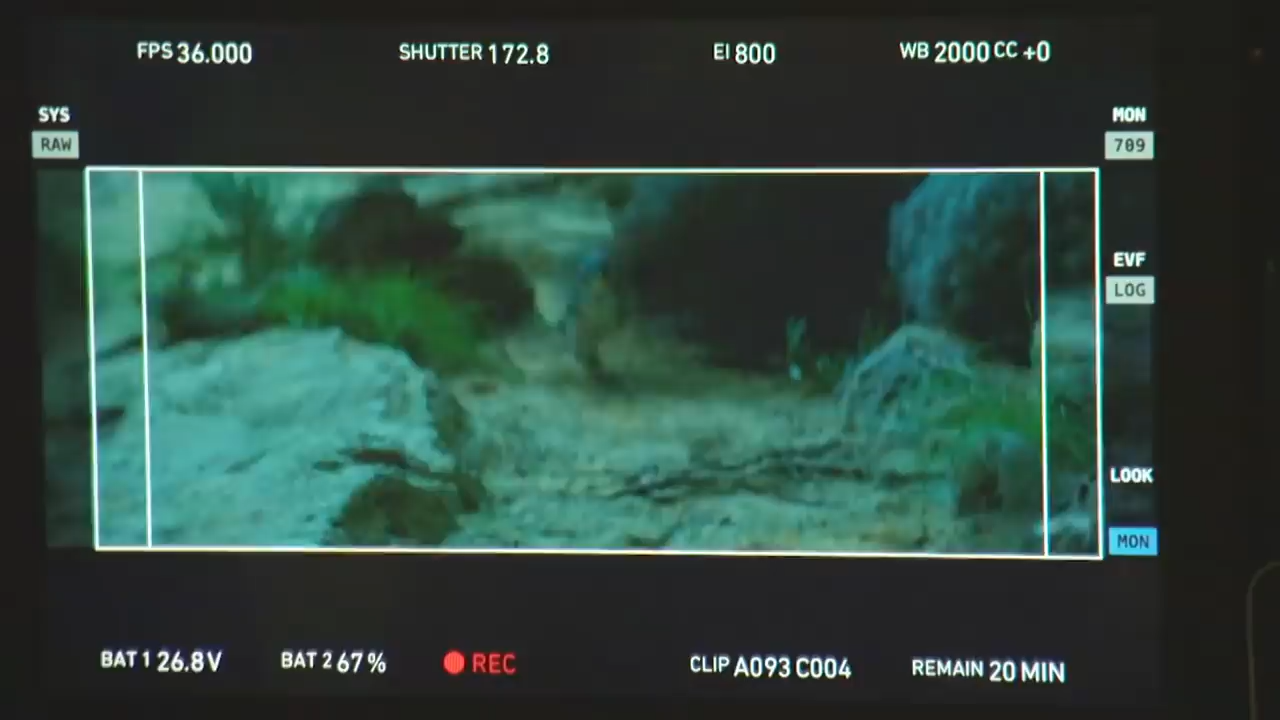 FPS 36.000 SHUTTER 172.8 EI 800 WB 2000 CC +0
SYS
RAW
MON
709
EVF
LOG
LOOK
MON
BAT 1 26.8 V BAT 2 67 % REC CLIP A093 C004 REMAIN 20 MIN